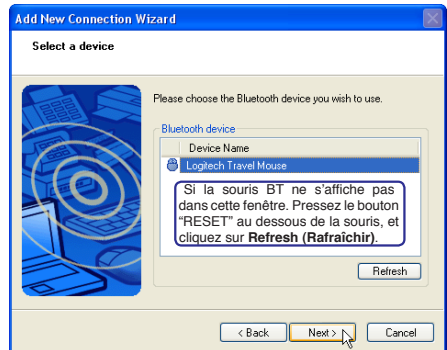 Add New Connection Wizard
Select a device
Please choose the Bluetooth device you wish to use.
Bluetooth device
Device Name
Logitech Travel Mouse
Si la souris BT ne s’affiche pas
dans cette fenêtre. Pressez le bouton
“RESET” au dessous de la souris, et
cliquez sur Refresh (Rafraîchir).
Refresh
< Back
Next >
Cancel